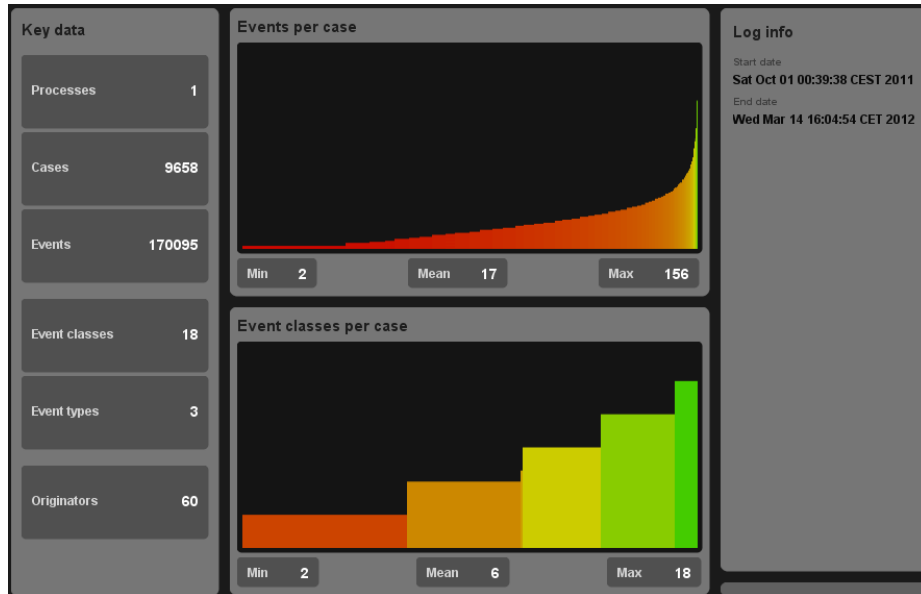 Key data
Processes 1
Cases 9658
Events 170095
Event classes 18
Event types 3
Originators 60
Events per case
Min 2 Mean 17 Max 156
Event classes per case
Min 2 Mean 6 Max 18
Log info
Start date
Sat Oct 01 00:39:38 CEST 2011
End date
Wed Mar 14 16:04:54 CET 2012